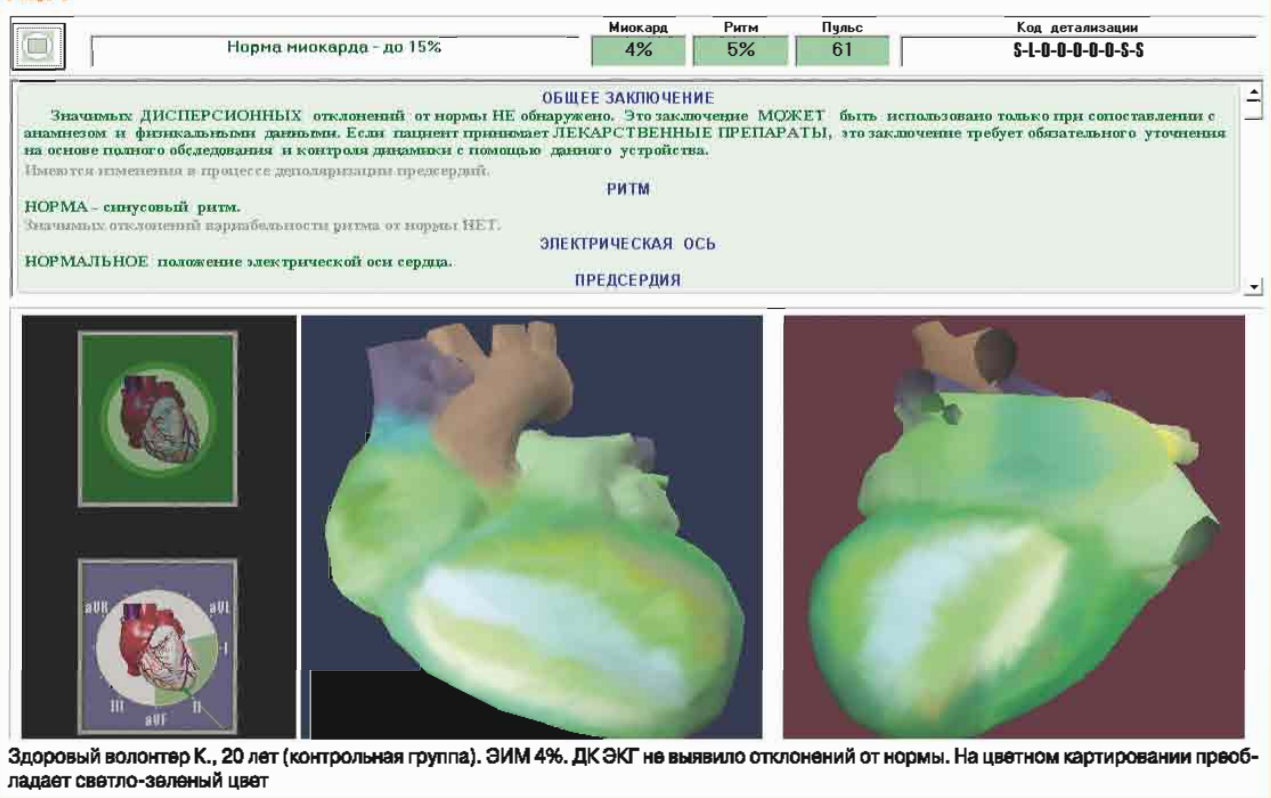 Миокард Ритм Пульс Код детализации
Норма миокарда - до 15% 4% 5% 61 S-L-0-0-0-0-0-S-S
ОБЩЕЕ ЗАКЛЮЧЕНИЕ
Значимых ДИСПЕРСИОННЫХ отклонений от нормы НЕ обнаружено. Это заключение МОЖЕТ быть использовано только при сопоставлении с
анамнезом и физикальными данными. Если пациент принимает ЛЕКАРСТВЕННЫЕ ПРЕПАРАТЫ, это заключение требует обязательного уточнения
на основе полного обследования и контроля динамики с помощью данного устройства.
Имеются изменения в процессе деполяризации предсердий.
РИТМ
НОРМА - синусовый ритм.
Значимых отклонений вариабельности ритма от нормы НЕТ.
ЭЛЕКТРИЧЕСКАЯ ОСЬ
НОРМАЛЬНОЕ положение электрической оси сердца.
ПРЕДСЕРДИЯ
aVR aVL
I
III II
aVF
Здоровый волонтер К., 20 лет (контрольная группа). ЭИМ 4%. ДК ЭКГ не выявило отклонений от нормы. На цветном картировании преоб-
ладает светло-зеленый цвет